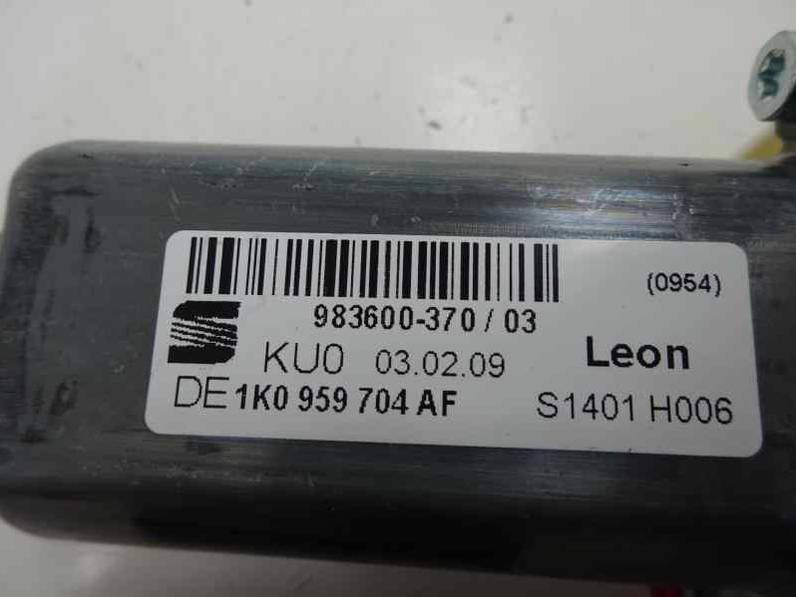 (0954)
983600-370 / 03
KU0 03.02.09 Leon
DE 1K0 959 704 AF S1401 H006